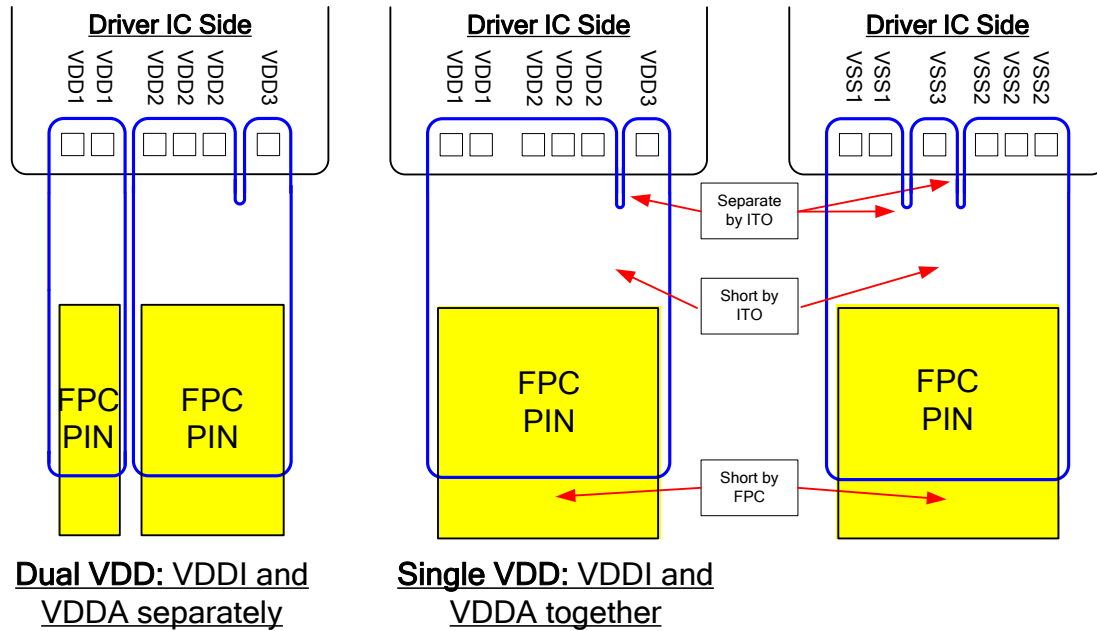 Driver IC Side
VDD1
VDD1
VDD2
VDD2
VDD2
VDD3
FPC
PIN
FPC
PIN
Dual VDD: VDDI and
VDDA separately
Driver IC Side
VDD1
VDD1
VDD2
VDD2
VDD2
VDD3
FPC
PIN
Single VDD: VDDI and
VDDA together
Separate
by ITO
Short by
ITO
Short by
FPC
Driver IC Side
VSS1
VSS1
VSS3
VSS2
VSS2
VSS2
FPC
PIN